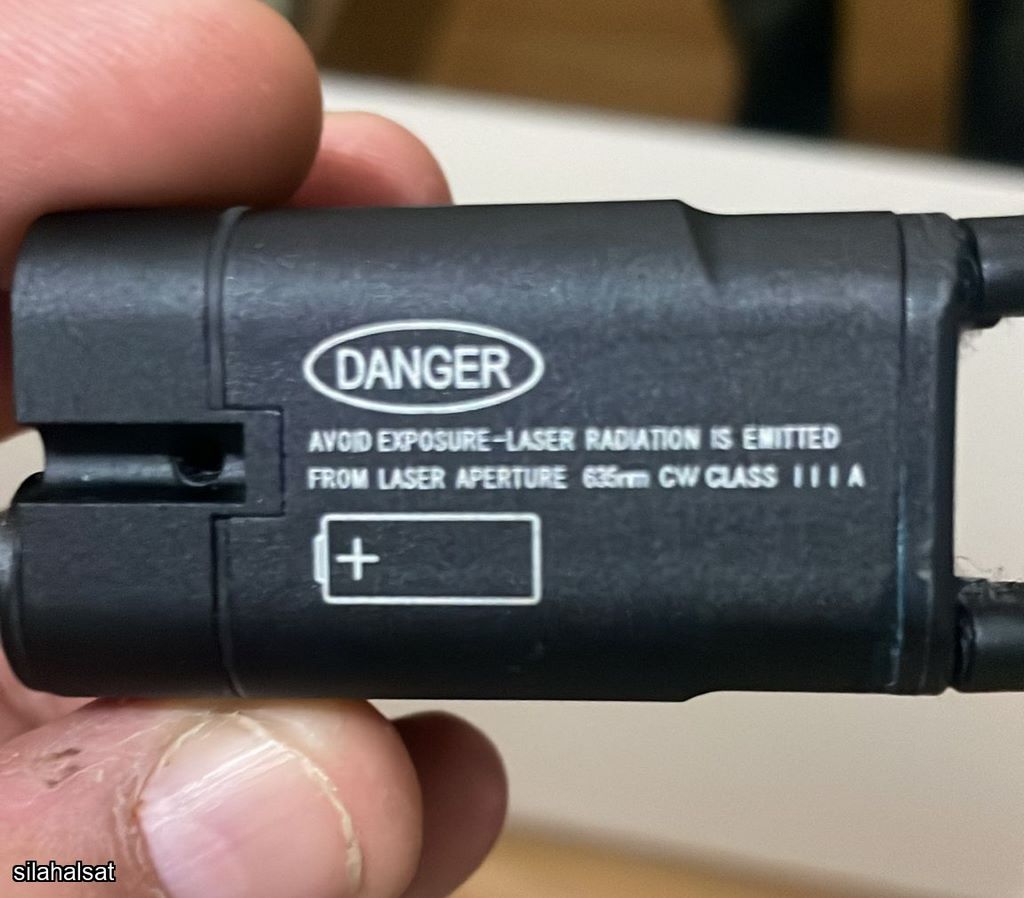 DANGER
AVOID EXPOSURE-LASER RADIATION IS EMITTED
FROM LASER APERTURE 635nm CW CLASS IIIA
+
silahalsat